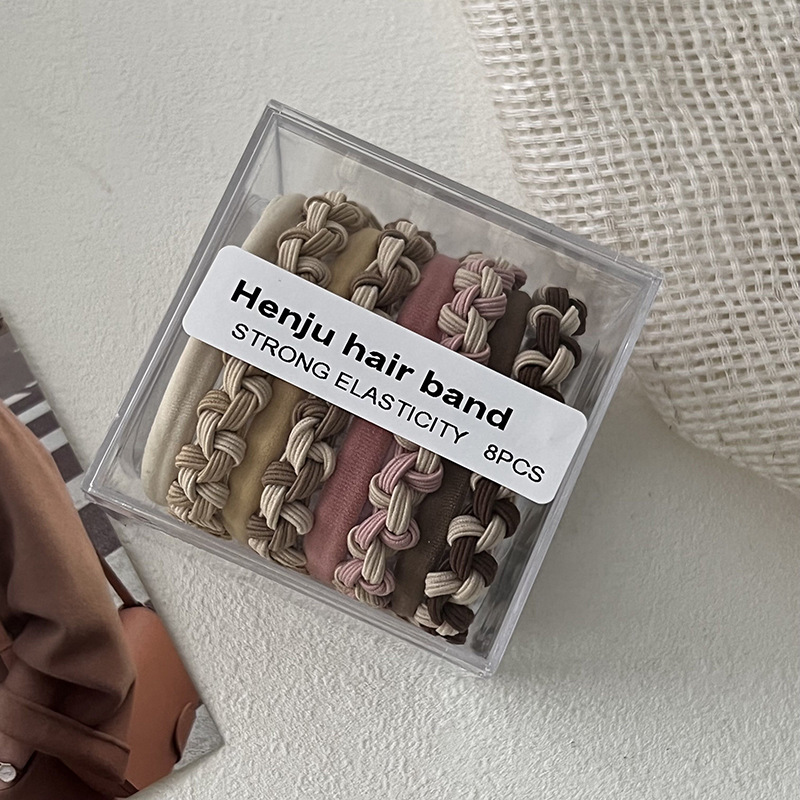 Henju hair band
STRONG ELASTICITY 8PCS